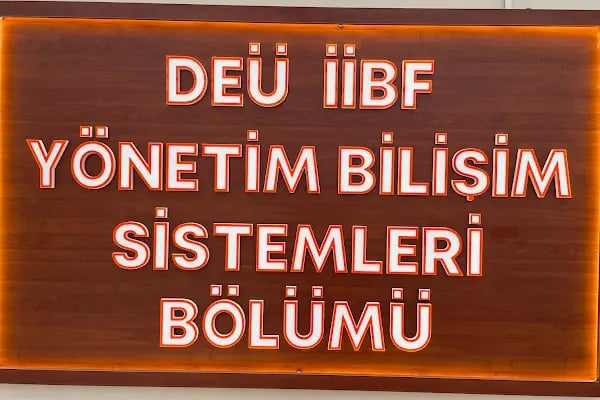 DEÜ İİBF
YÖNETİM BİLİŞİM
SİSTEMLERİ
BÖLÜMÜ